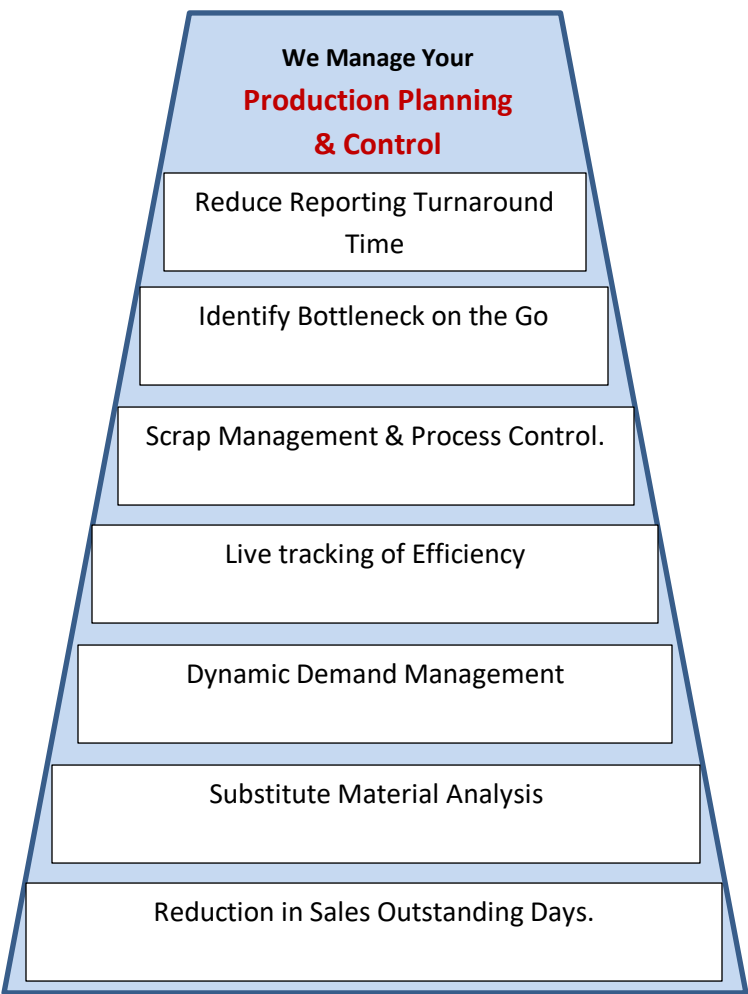 We Manage Your
Production Planning
& Control
Reduce Reporting Turnaround
Time
Identify Bottleneck on the Go
Scrap Management & Process Control.
Live tracking of Efficiency
Dynamic Demand Management
Substitute Material Analysis
Reduction in Sales Outstanding Days.